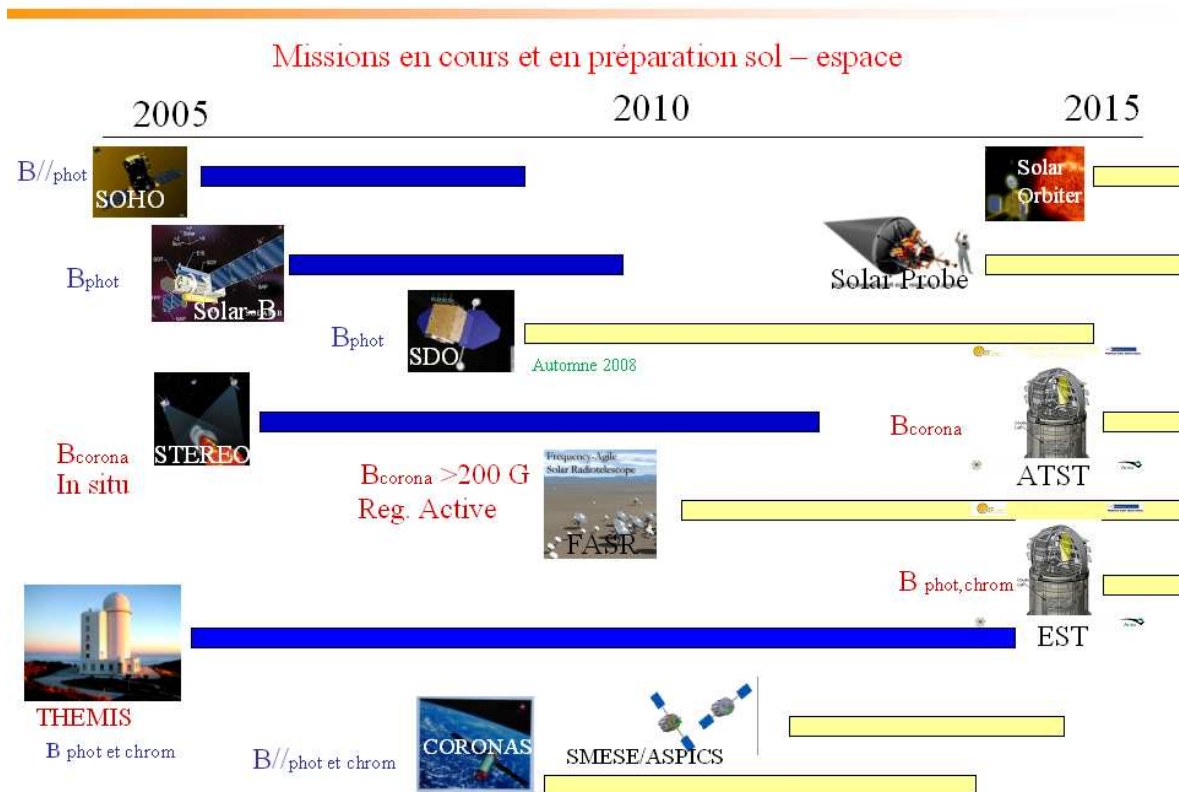 Missions en cours et en préparation sol – espace
2005 2010 2015
B//phot
SOHO
Solar
Orbiter
Bphot
Solar-B
Solar Probe
Bphot
SDO
Automne 2008
STEREO
Bcorona
In situ
Bcorona >200 G
Reg. Active
Frequency-Agile
Solar Radiotelescope
FASR
Bcorona
ATST
B phot,chrom
EST
THEMIS
B phot et chrom
B//phot et chrom
CORONAS
SMESE/ASPICS